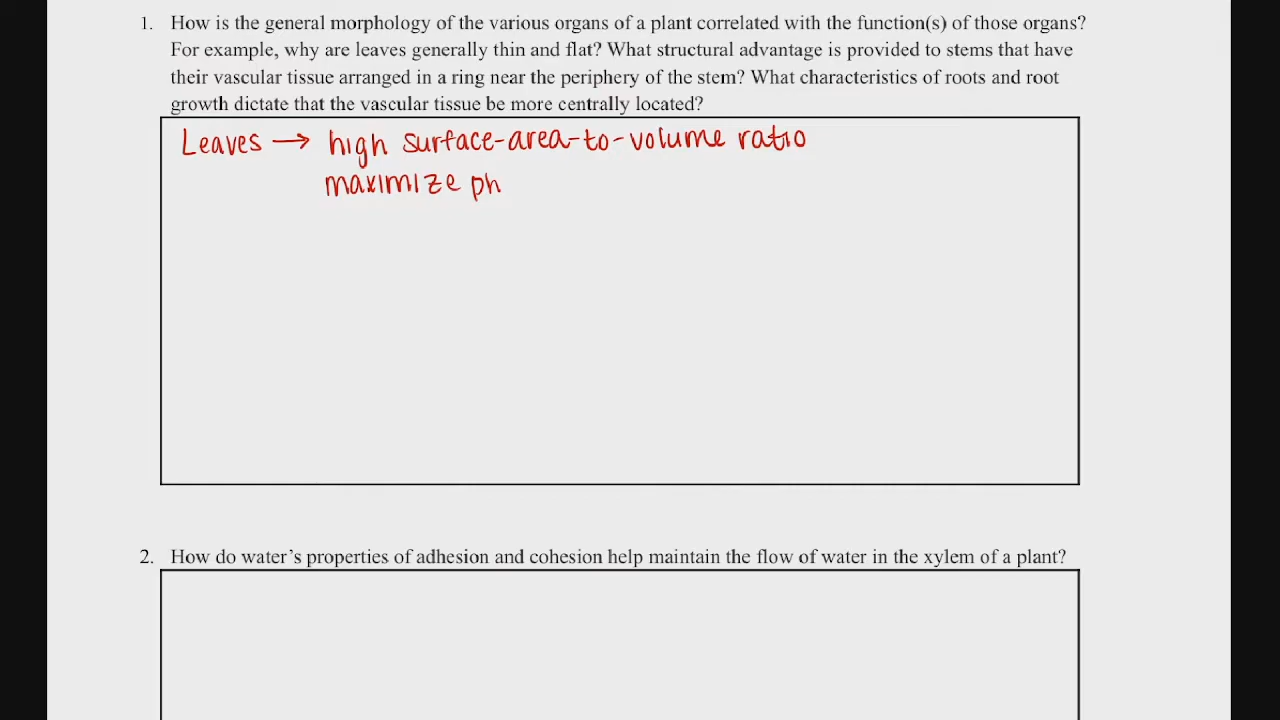 1. How is the general morphology of the various organs of a plant correlated with the function(s) of those organs?
For example, why are leaves generally thin and flat? What structural advantage is provided to stems that have
their vascular tissue arranged in a ring near the periphery of the stem? What characteristics of roots and root
growth dictate that the vascular tissue be more centrally located?
Leaves → high surface-area-to-volume ratio
maximize ph
2. How do water's properties of adhesion and cohesion help maintain the flow of water in the xylem of a plant?